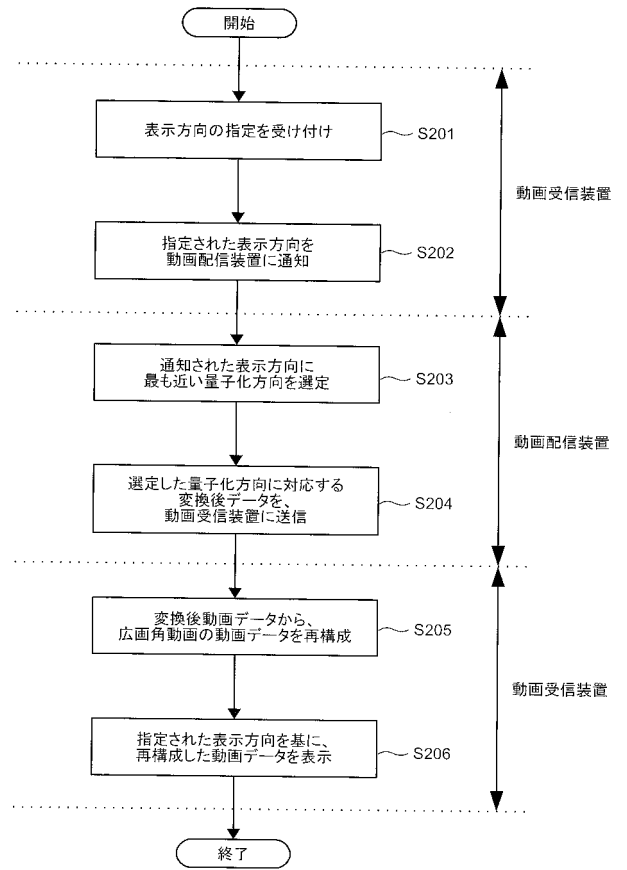 開始
表示方向の指定を受け付け
S201
動画受信装置
指定された表示方向を
動画配信装置に通知
S202
通知された表示方向に
最も近い量子化方向を選定
S203
動画配信装置
選定した量子化方向に対応する
変換後データを、
動画受信装置に送信
S204
変換後動画データから、
広画角動画の動画データを再構成
S205
動画受信装置
指定された表示方向を基に、
再構成した動画データを表示
S206
終了